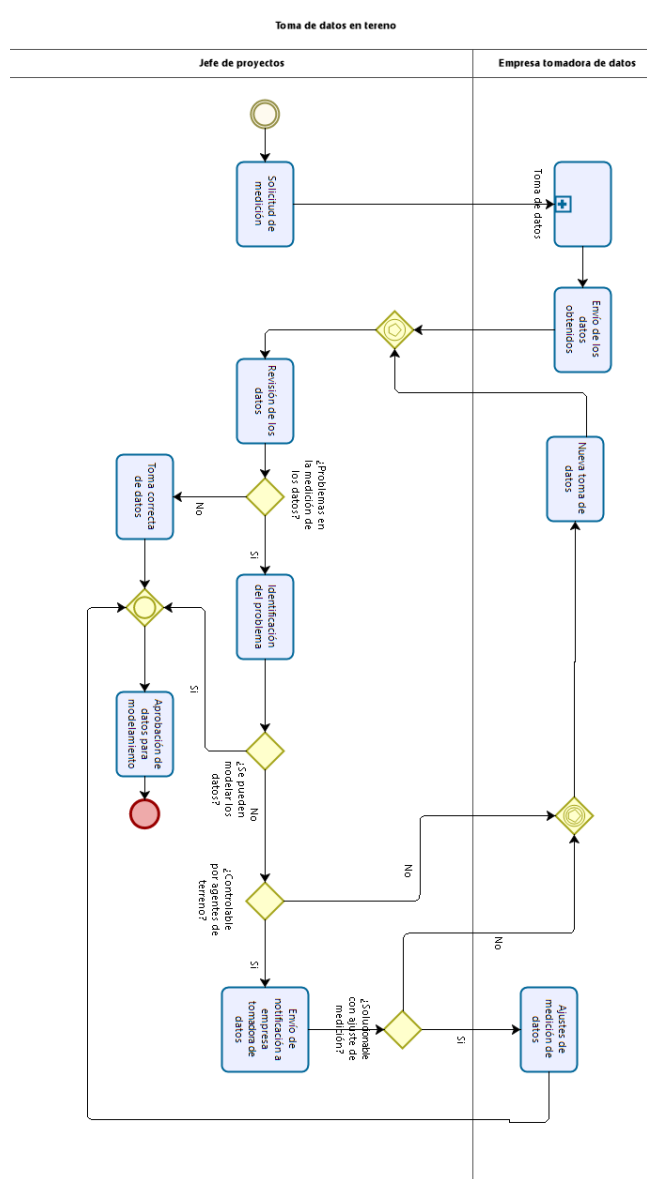 Toma de datos en tereno
Jefe de proyectos
Empresa tomadora de datos
Solicitud de
medición
Toma de datos
Envío de los
datos
obtenidos
Revisión de los
datos
Nueva toma de
datos
¿Problemas en
la medición de
los datos?
No
Toma correcta
de datos
Si
Identificación
del problema
Si
Aprobación de
datos para
modelamiento
¿Se pueden
modelar los
datos?
No
¿Controlable
por agentes de
terreno?
No
Si
Envío de
notificación a
empresa
tomadora de
datos
¿Solucionable
con ajuste de
medición?
No
Si
Ajustes de
medición de
datos